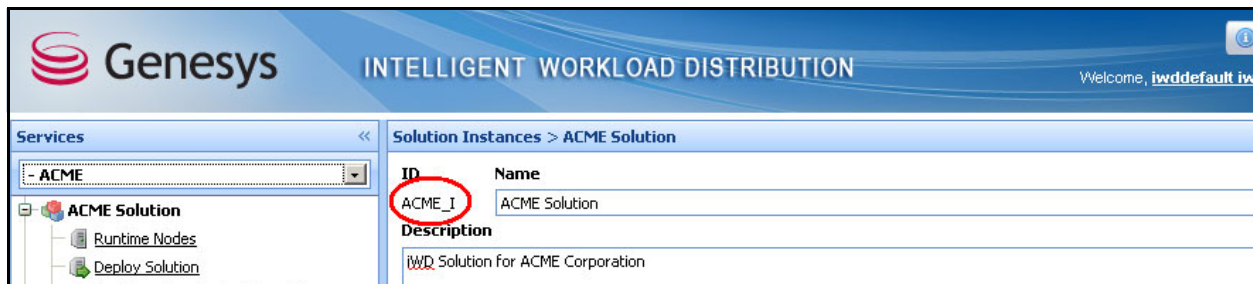 Genesys
INTELLIGENT WORKLOAD DISTRIBUTION
Welcome, iwddefault iw
Services
Solution Instances > ACME Solution
- ACME
ID Name
ACME_I ACME Solution
ACME Solution
Description
Runtime Nodes
iWD Solution for ACME Corporation
Deploy Solution